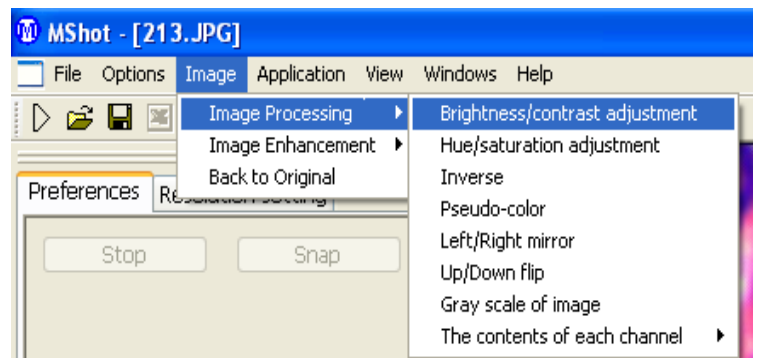 MShot - [213.JPG]
File Options Image Application View Windows Help
Image Processing
Image Enhancement
Back to Original
Brightness/contrast adjustment
Hue/saturation adjustment
Inverse
Pseudo-color
Left/Right mirror
Up/Down flip
Gray scale of image
The contents of each channel
Preferences
Stop Snap